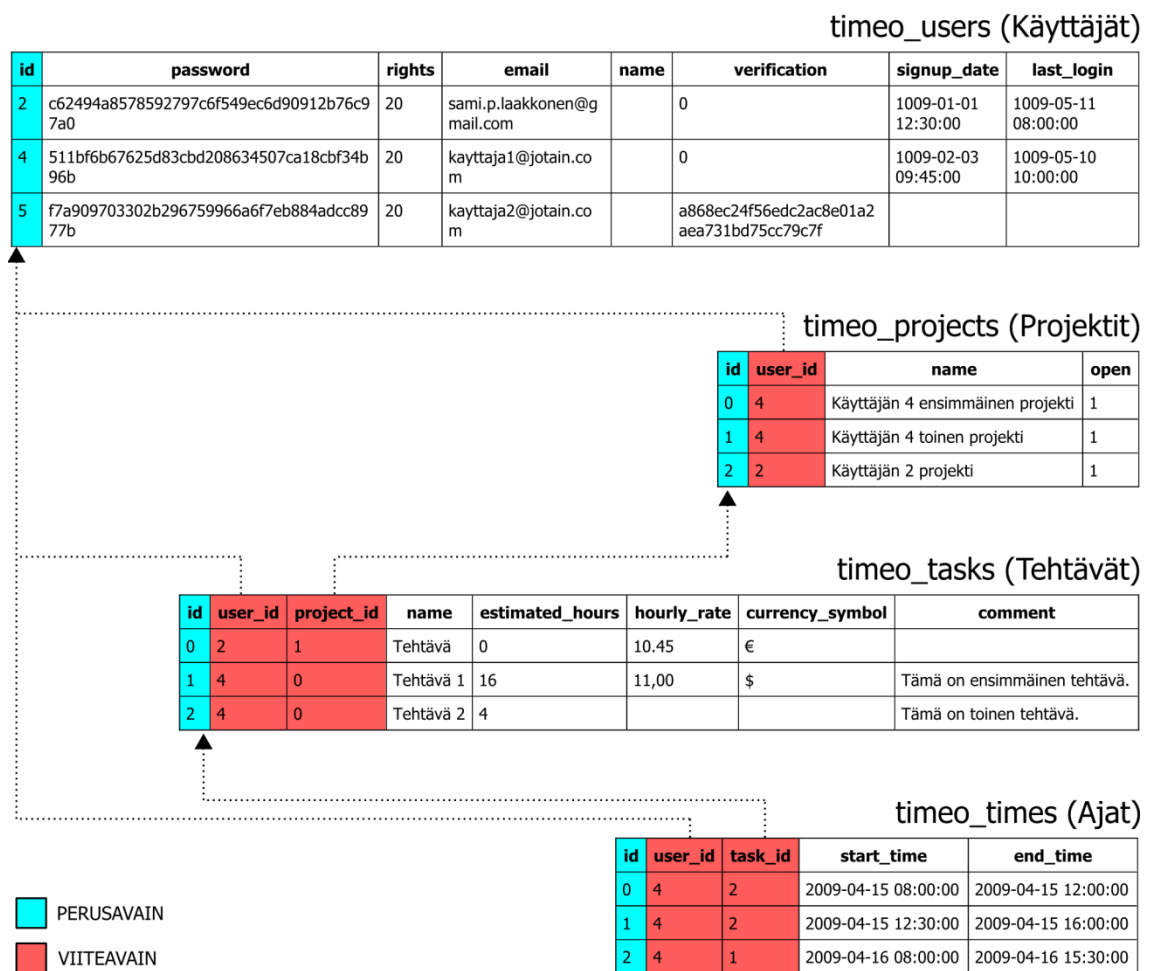 timeo_users (Käyttäjät)
id password rights email name verification signup_date last_login
2 c62494a8578592797c6f549ec6d90912b76c9 20 sami.p.laakkonen@g 0 1009-01-01 1009-05-11
7a0 mail.com 12:30:00 08:00:00
4 511bf6b67625d83cbd208634507ca18cbf34b 20 kayttaja1@jotain.co 0 1009-02-03 1009-05-10
96b m 09:45:00 10:00:00
5 f7a909703302b296759966a6f7eb884adcc89 20 kayttaja2@jotain.co a868ec24f56edc2ac8e01a2
77b m aea731bd75cc79c7f
timeo_projects (Projektit)
id user_id name open
0 4 Käyttäjän 4 ensimmäinen projekti 1
1 4 Käyttäjän 4 toinen projekti 1
2 2 Käyttäjän 2 projekti 1
timeo_tasks (Tehtävät)
id user_id project_id name estimated_hours hourly_rate currency_symbol comment
0 2 1 Tehtävä 0 10.45 €
1 4 0 Tehtävä 1 16 11,00 $ Tämä on ensimmäinen tehtävä.
2 4 0 Tehtävä 2 4 Tämä on toinen tehtävä.
timeo_times (Ajat)
id user_id task_id start_time end_time
0 4 2 2009-04-15 08:00:00 2009-04-15 12:00:00
1 4 2 2009-04-15 12:30:00 2009-04-15 16:00:00
2 4 1 2009-04-16 08:00:00 2009-04-16 15:30:00
PERUSAVAIN
VIITEAVAIN